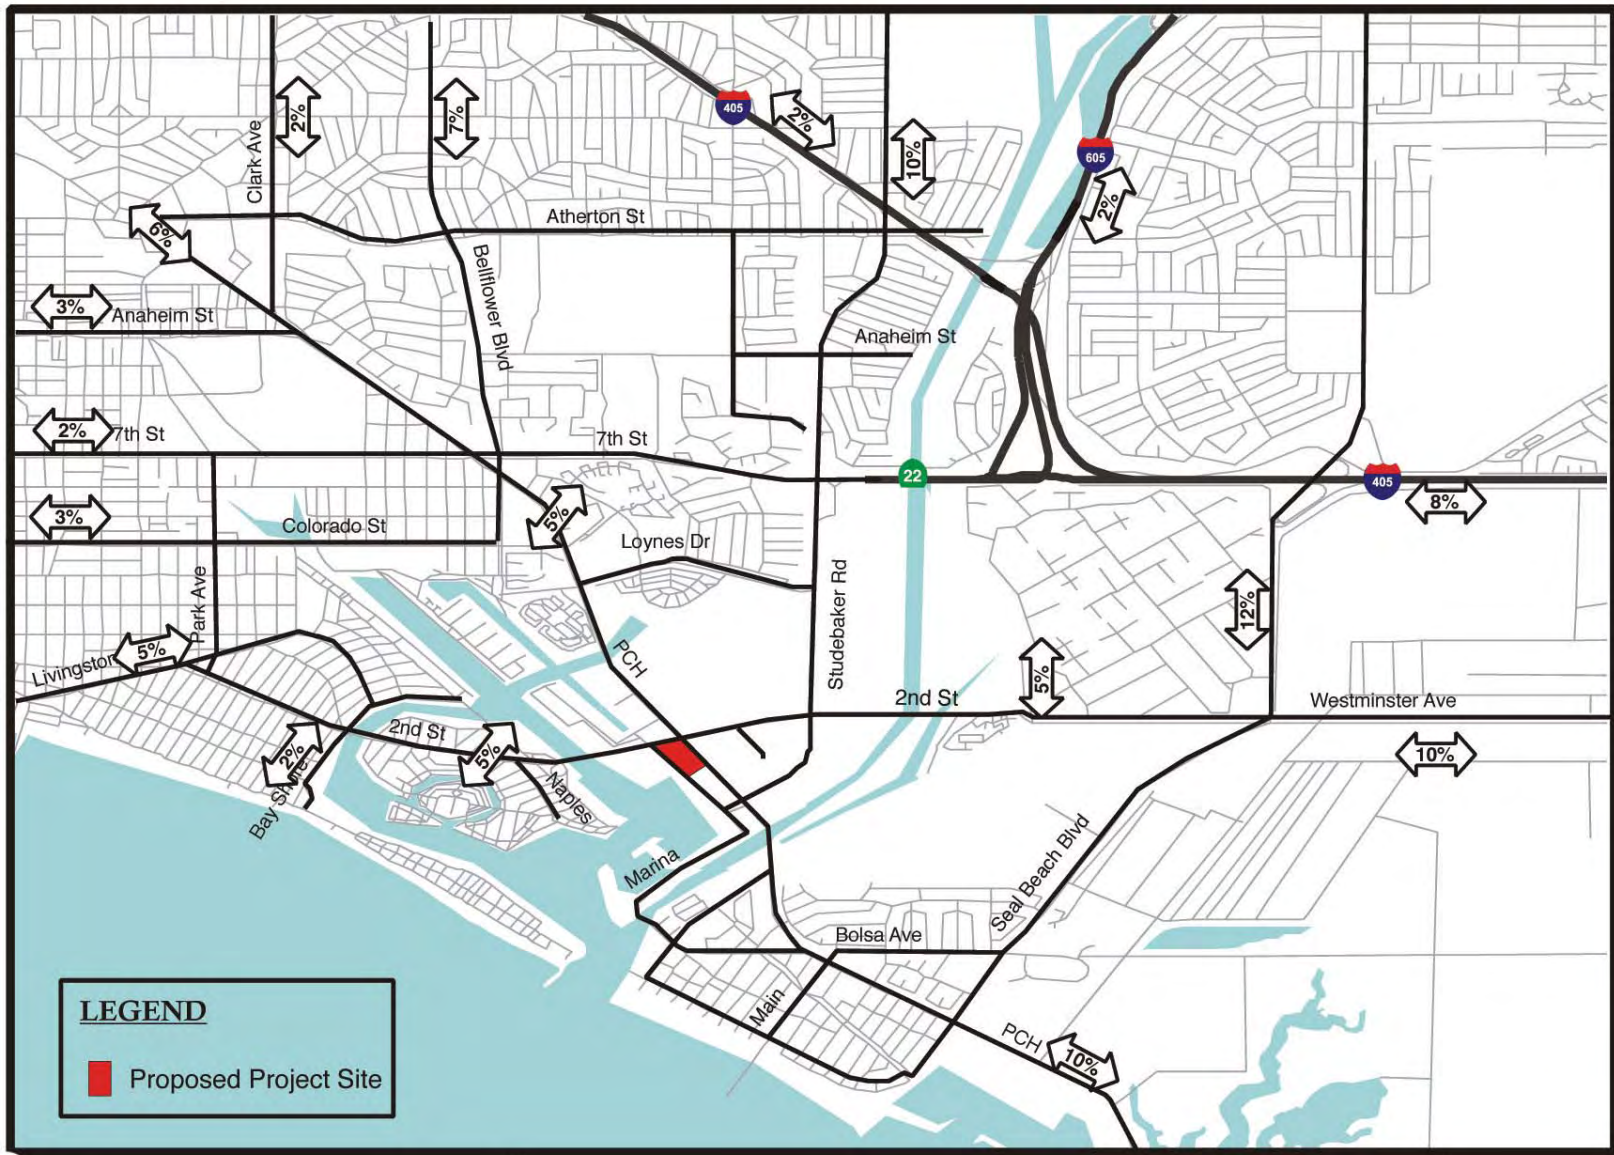 405
2%
2%
7%
10%
Clark Ave
605
2%
Atherton St
6%
Bellflower Blvd
3%
Anaheim St
Anaheim St
2%
7th St
7th St
22
405
8%
3%
Colorado St
5%
Loynes Dr
Park Ave
Studebaker Rd
12%
5%
Livingston
PCH
5%
2nd St
Westminster Ave
2nd St
2%
5%
10%
Bay Shore
Naples
Marina
Seal Beach Blvd
Bolsa Ave
Main
PCH
10%
LEGEND
Proposed Project Site